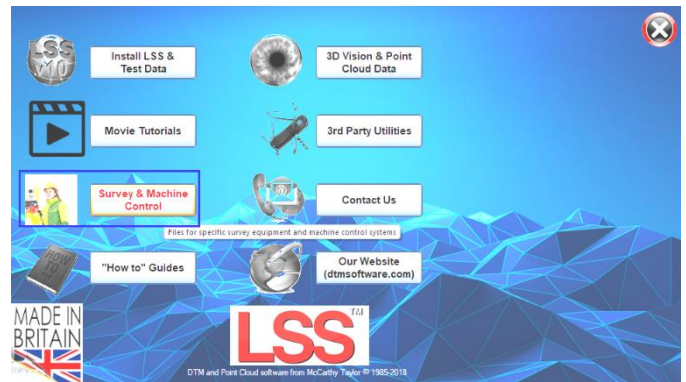 LSS
v10
Install LSS &
Test Data
3D Vision & Point
Cloud Data
Movie Tutorials
3rd Party Utilities
Survey & Machine
Control
Contact Us
Files for specific survey equipment and machine control systems
HOW
TO
"How to" Guides
Our Website
(dtmsoftware.com)
MADE IN
BRITAIN
LSS™
DTM and Point Cloud software from McCarthy Taylor © 1985-2018